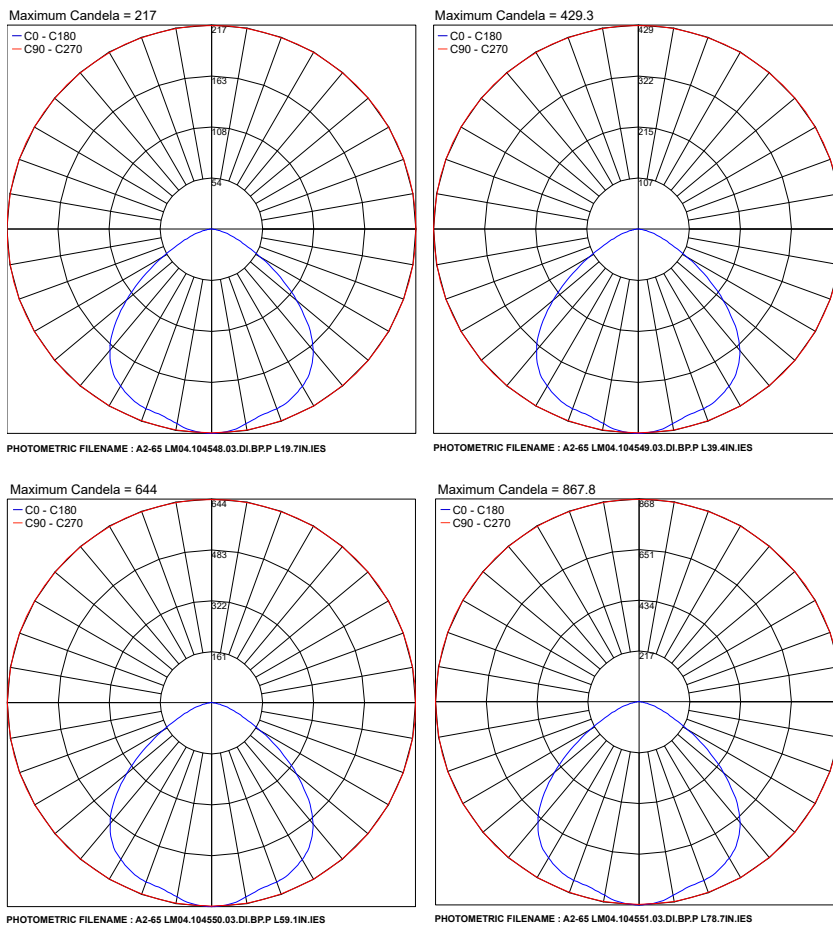 Maximum Candela = 217
C0 - C180
C90 - C270
217
163
108
54
PHOTOMETRIC FILENAME : A2-65 LM04.104548.03.DI.BP.P L19.7IN.IES
Maximum Candela = 429.3
C0 - C180
C90 - C270
429
322
215
107
PHOTOMETRIC FILENAME : A2-65 LM04.104549.03.DI.BP.P L39.4IN.IES
Maximum Candela = 644
C0 - C180
C90 - C270
644
483
322
161
PHOTOMETRIC FILENAME : A2-65 LM04.104550.03.DI.BP.P L59.1IN.IES
Maximum Candela = 867.8
C0 - C180
C90 - C270
868
651
434
217
PHOTOMETRIC FILENAME : A2-65 LM04.104551.03.DI.BP.P L78.7IN.IES